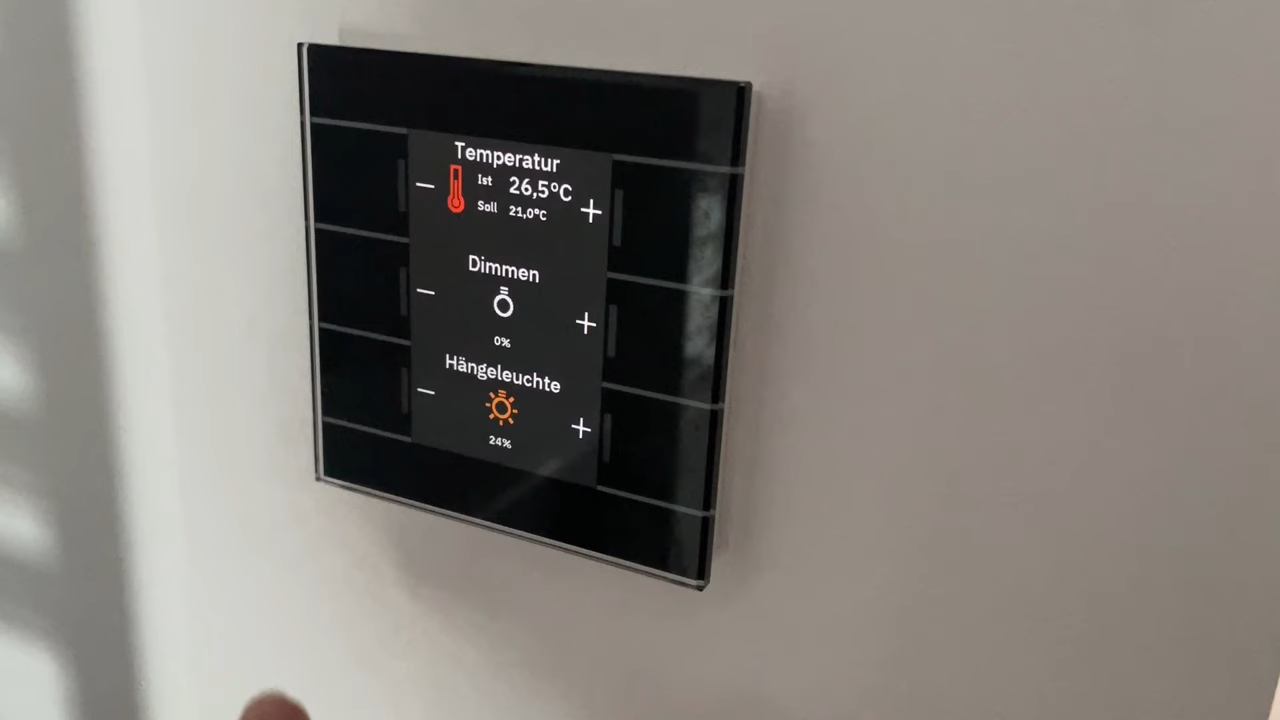 Temperatur
− Ist 26,5°C +
Soll 21,0°C
Dimmen
− +
0%
Hängeleuchte
− +
24%